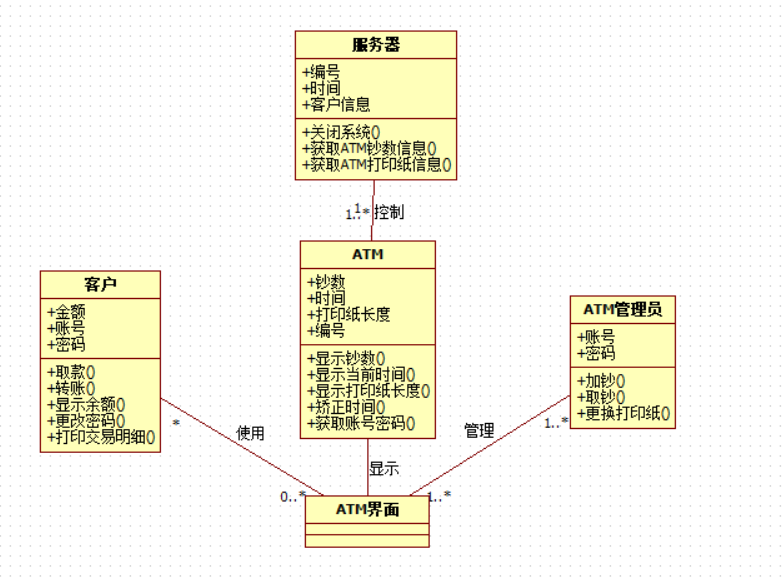 服务器
+编号
+时间
+客户信息
+关闭系统()
+获取ATM钞数信息()
+获取ATM打印纸信息()
1
1..*
控制
ATM
+钞数
+时间
+打印纸长度
+编号
+显示钞数()
+显示当前时间()
+显示打印纸长度()
+矫正时间()
+获取账号密码()
客户
+金额
+账号
+密码
+取款()
+转账()
+显示余额()
+更改密码()
+打印交易明细()
ATM管理员
+账号
+密码
+加钞()
+取钞()
+更换打印纸()
*
使用
0..*
显示
管理
1..*
1..*
ATM界面